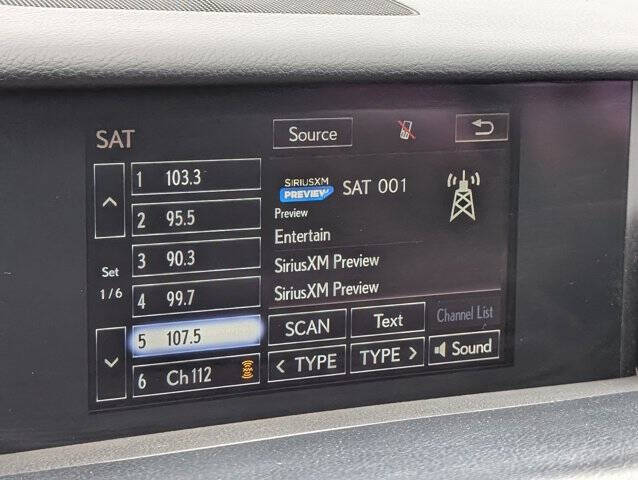 SAT
Source
1 103.3
2 95.5
3 90.3
4 99.7
5 107.5
6 Ch 112
Set
1/6
SIRIUSXM
PREVIEW
SAT 001
Preview
Entertain
SiriusXM Preview
SiriusXM Preview
SCAN
Text
Channel List
< TYPE
TYPE >
Sound